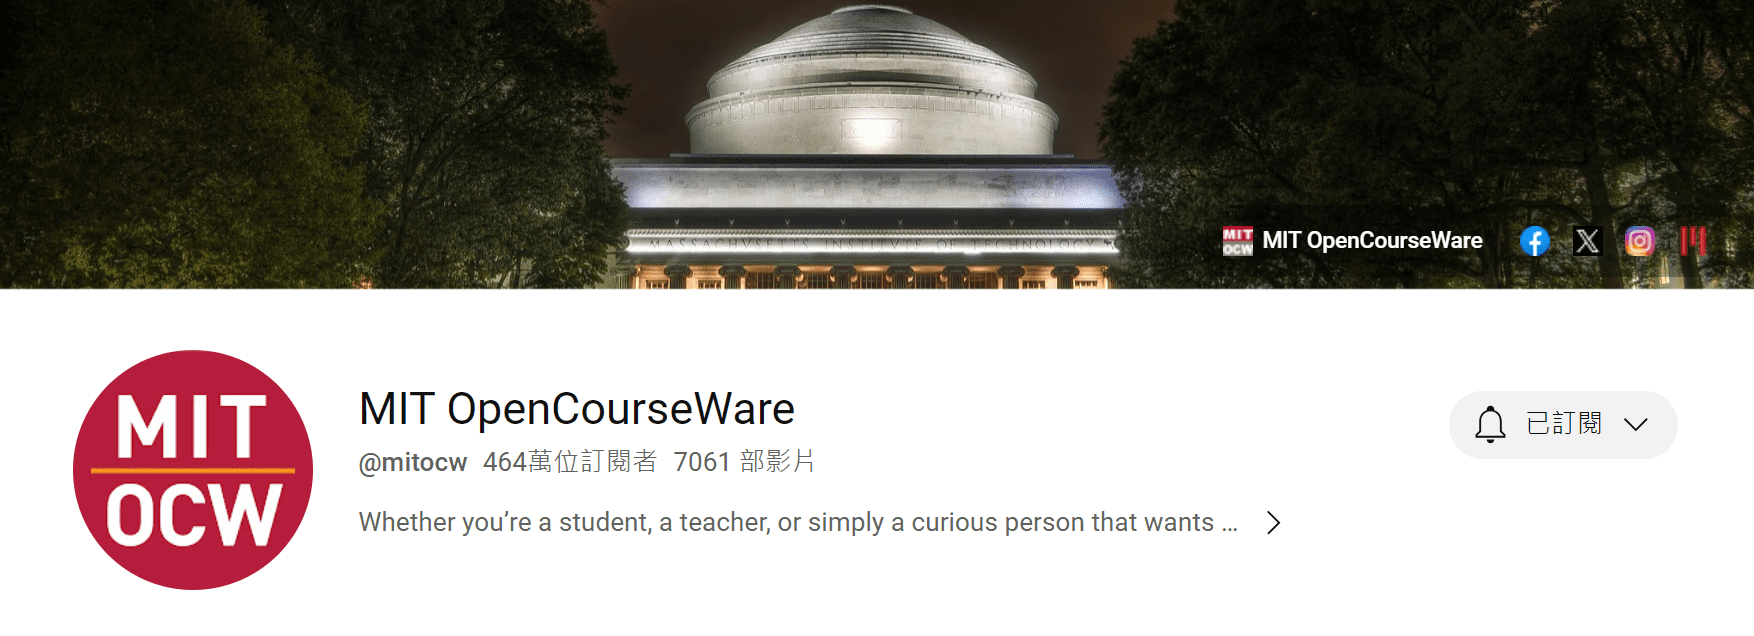 MASSACHVSETTS INSTITVTE OF TECHNOLOGY
MIT OCW MIT OpenCourseWare
MIT
OCW
MIT OpenCourseWare
@mitocw 464萬位訂閱者 7061 部影片
Whether you’re a student, a teacher, or simply a curious person that wants ...
已訂閱